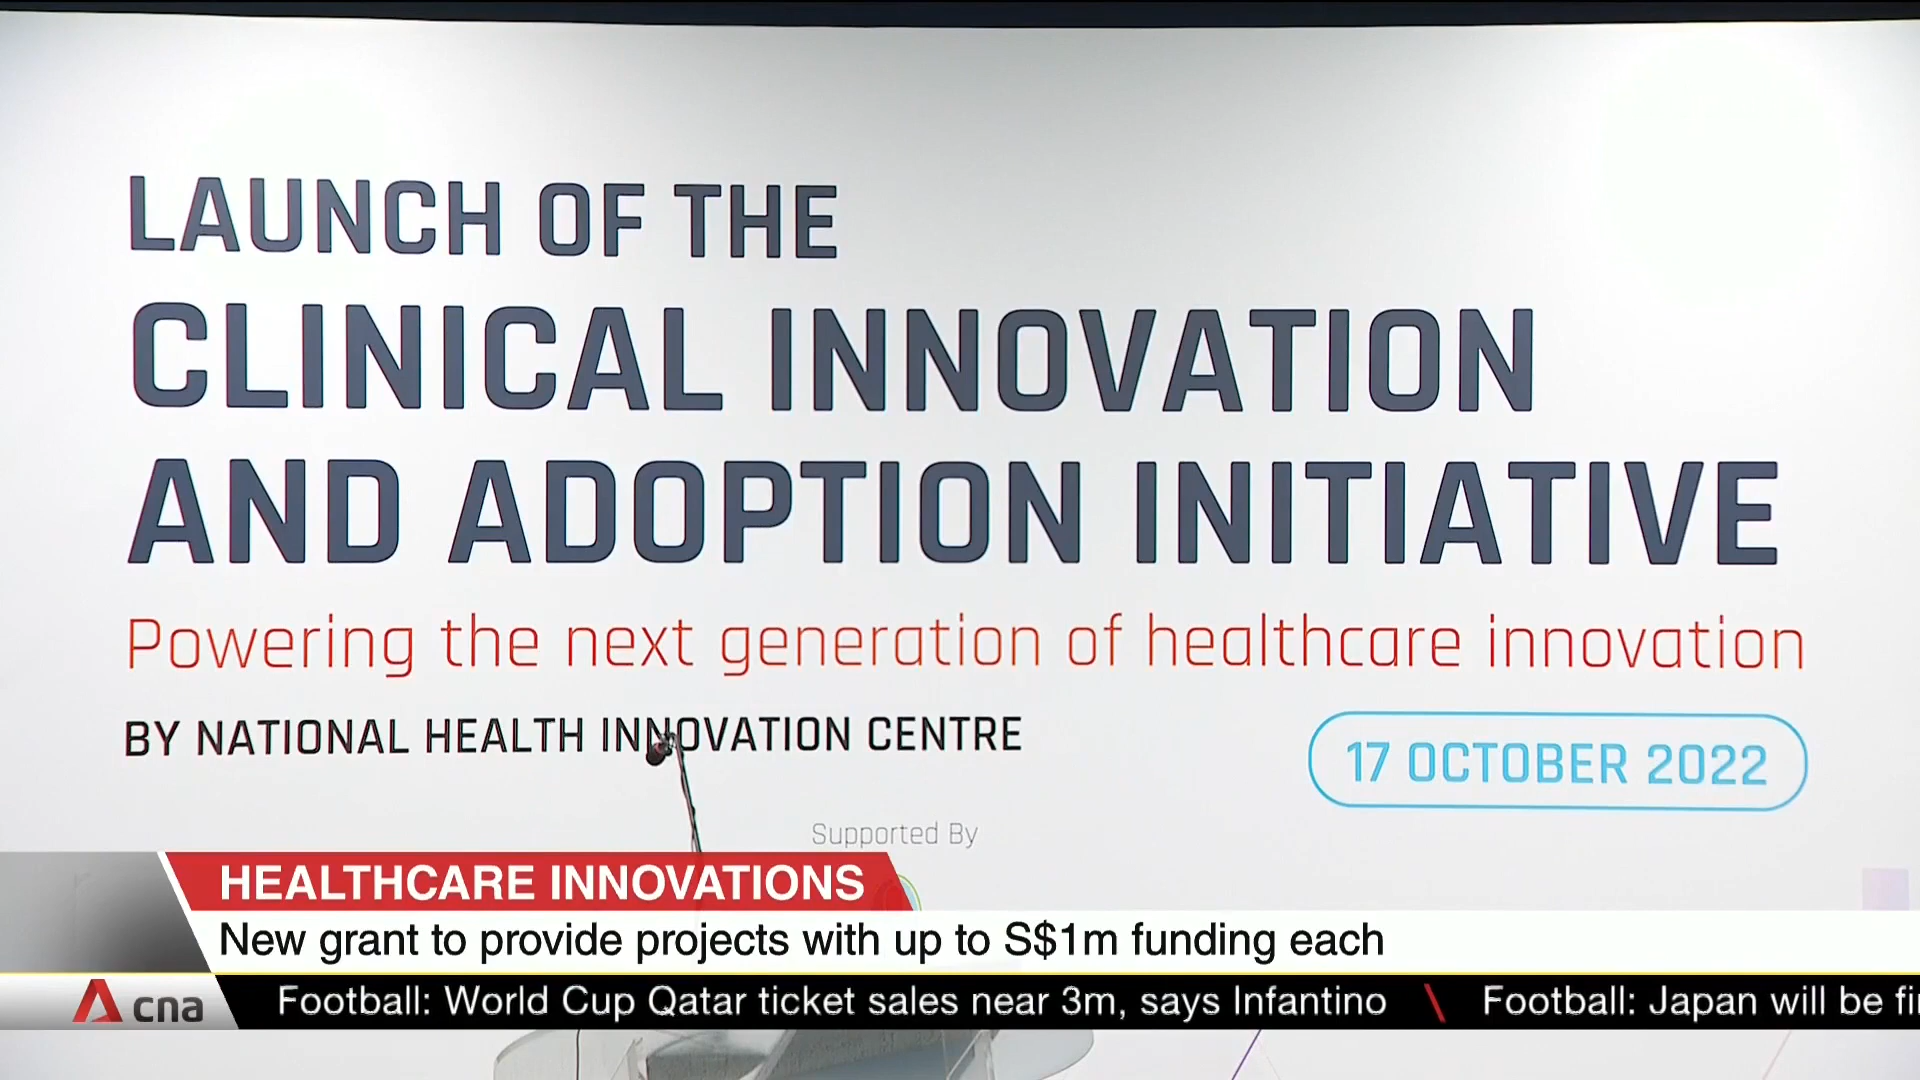 LAUNCH OF THE
CLINICAL INNOVATION
AND ADOPTION INITIATIVE
Powering the next generation of healthcare innovation
BY NATIONAL HEALTH INNOVATION CENTRE
17 OCTOBER 2022
Supported By
HEALTHCARE INNOVATIONS
New grant to provide projects with up to S$1m funding each
cna
Football: World Cup Qatar ticket sales near 3m, says Infantino \ Football: Japan will be